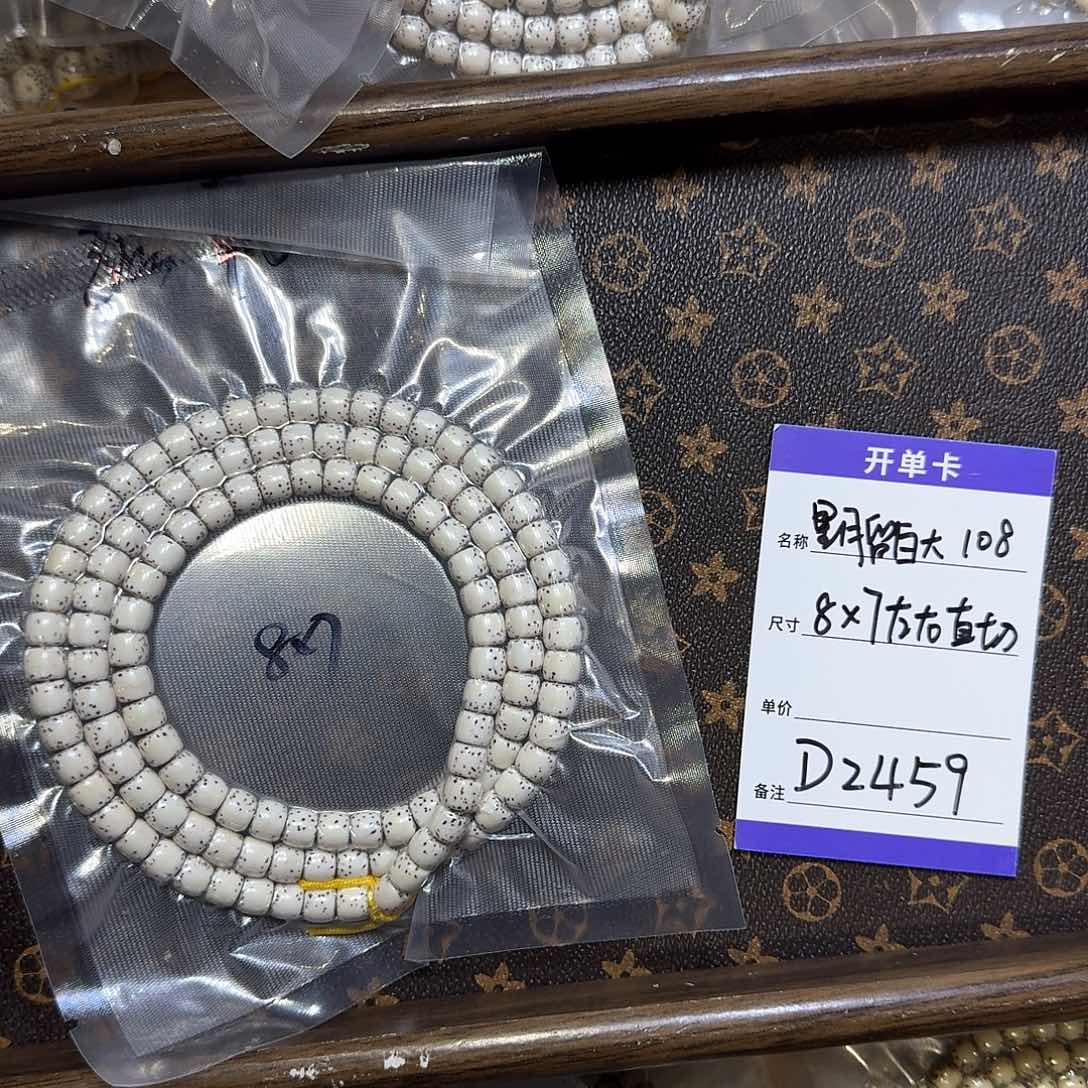 8×7
开单卡
名称 野酱白大 108
尺寸 8×7左右直切
单价
备注 D2459